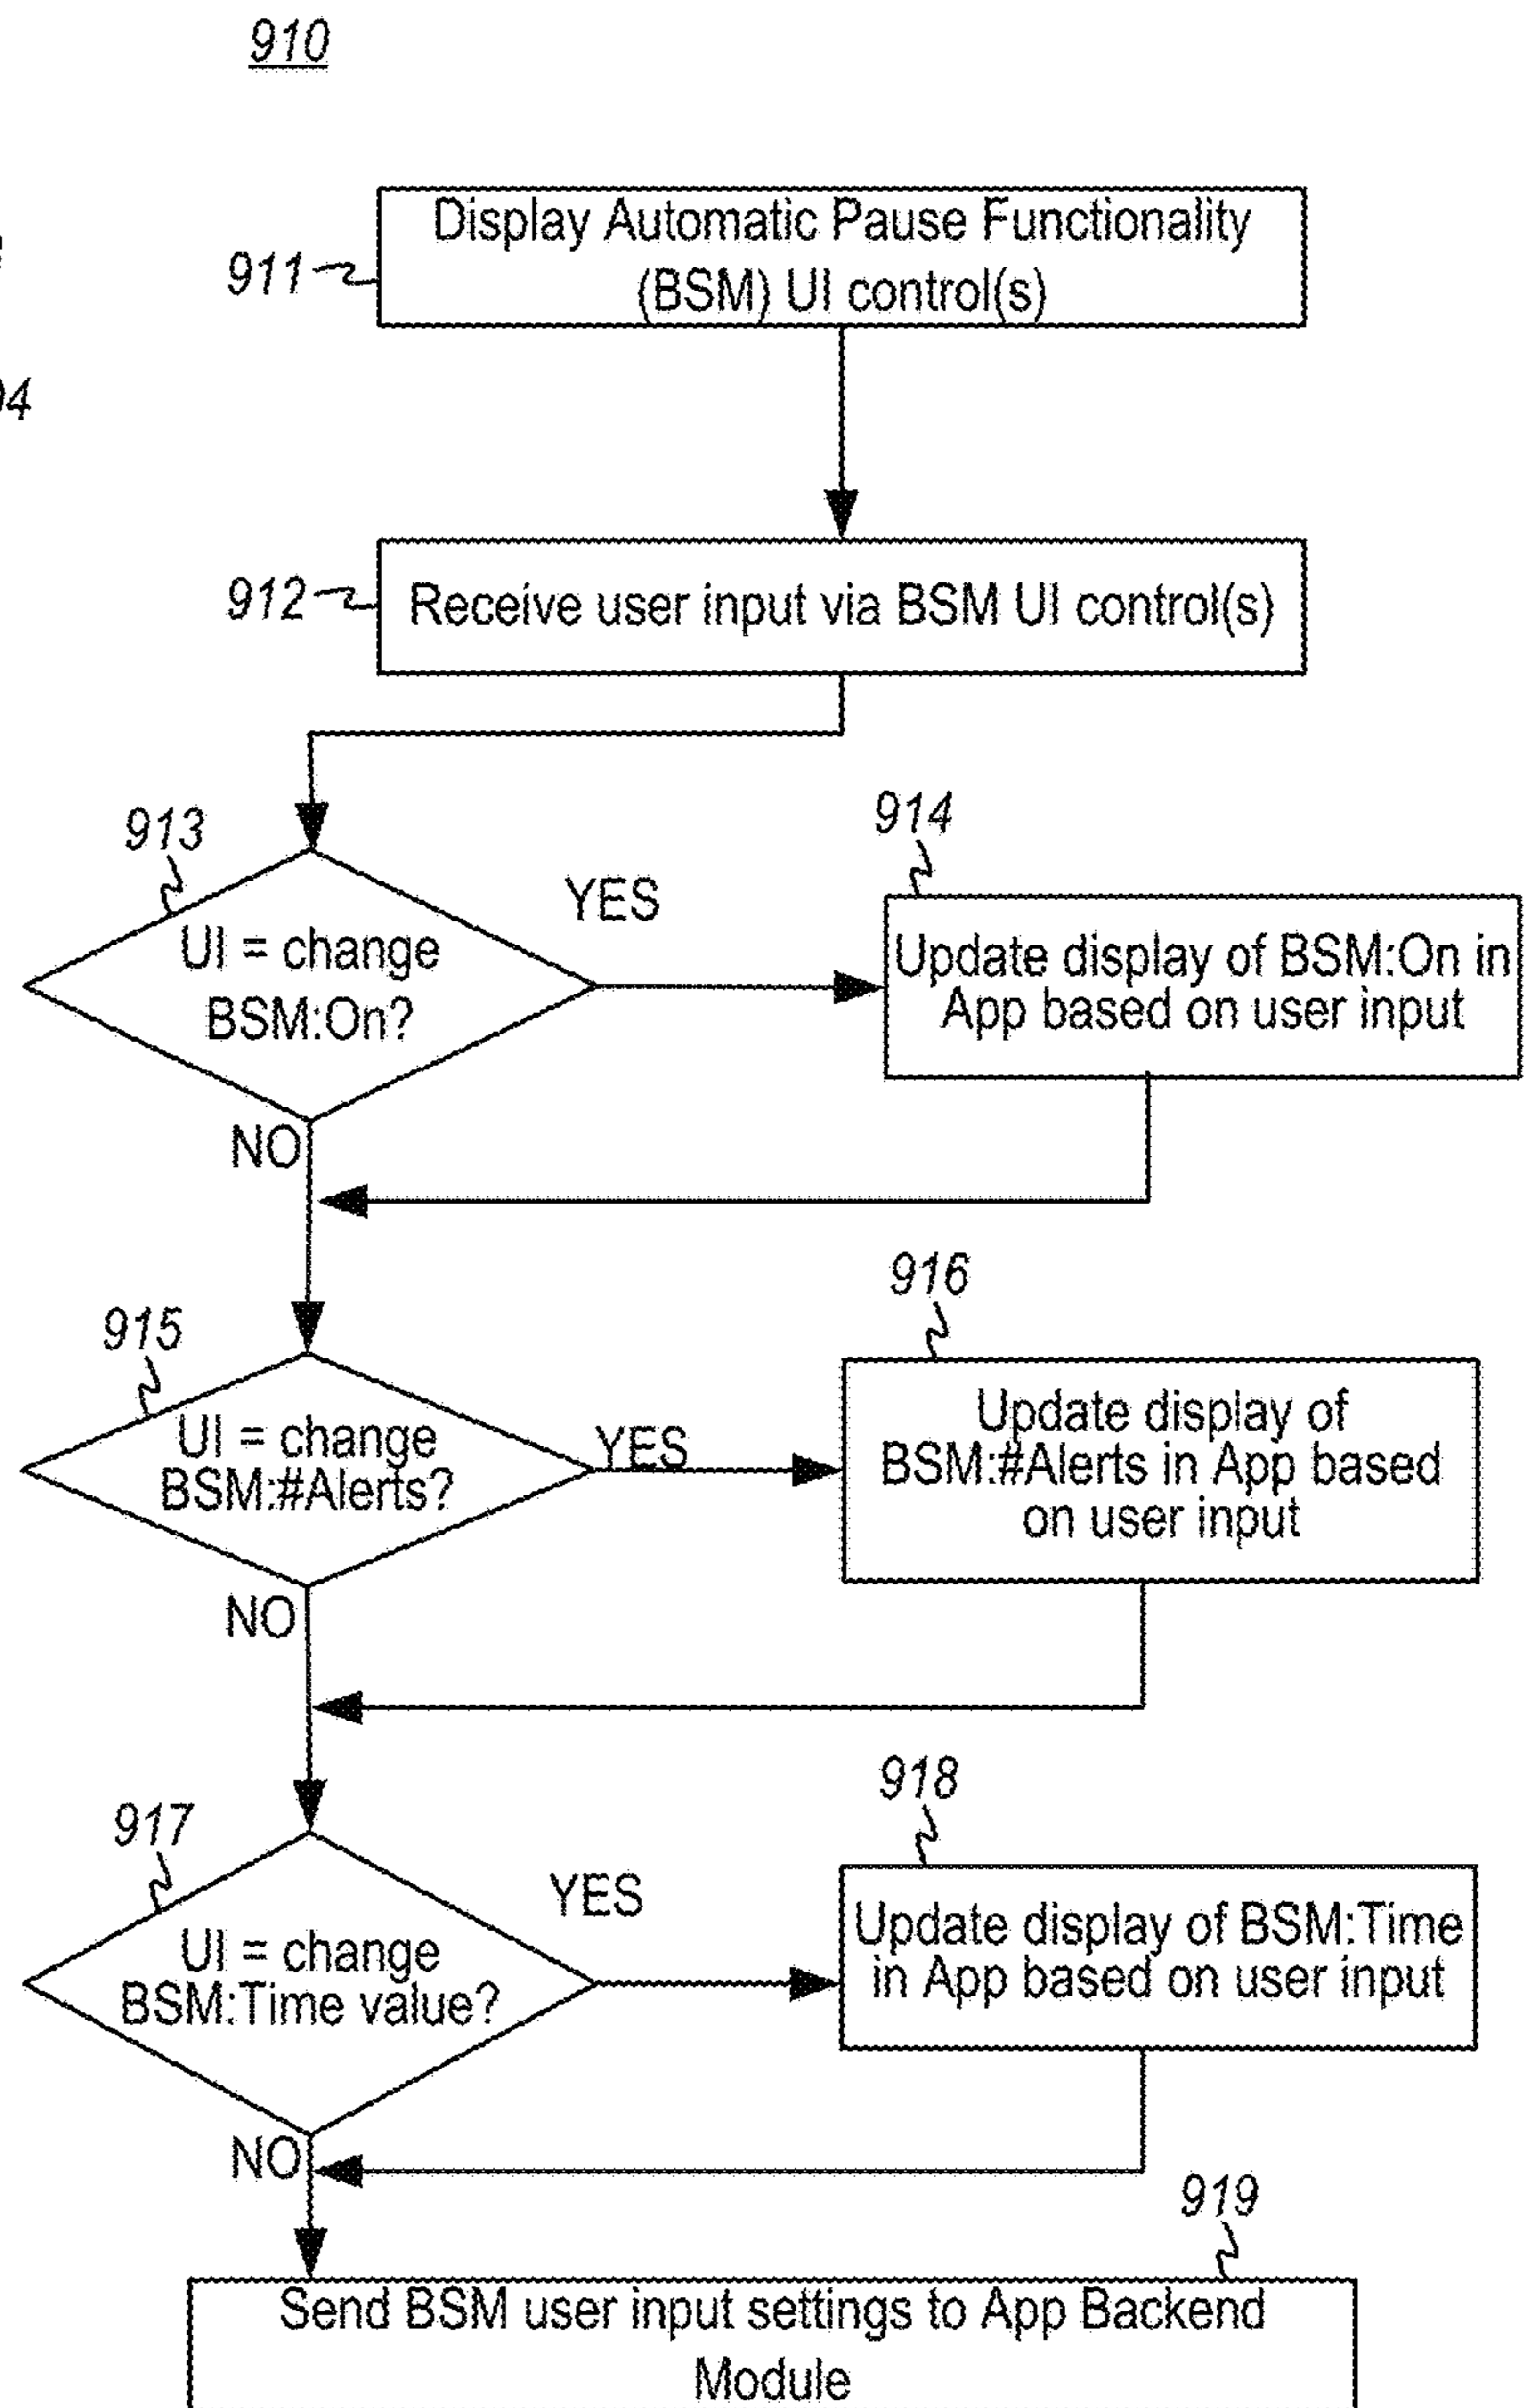 910
Display Automatic Pause Functionality
(BSM) UI control(s)
911
04
912
Receive user input via BSM UI control(s)
913
914
YES
UI = change
BSM:On?
Update display of BSM:On in
App based on user input
NO
915
916
UI = change
BSM:#Alerts?
YES
Update display of
BSM:#Alerts in App based
on user input
NO
917
918
YES
UI = change
BSM:Time value?
Update display of BSM:Time
in App based on user input
NO
919
Send BSM user input settings to App Backend
Module